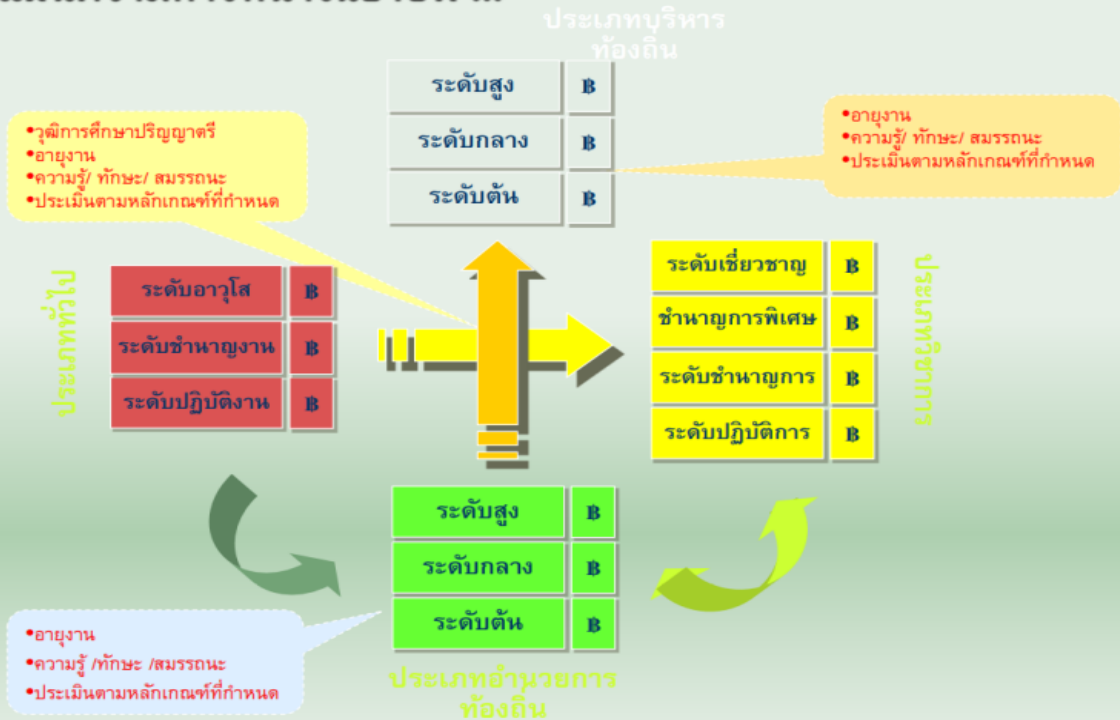 ประเภทบริหาร
ท้องถิ่น
ระดับสูง ฿
ระดับกลาง ฿
ระดับต้น ฿
•วุฒิการศึกษาปริญญาตรี
•อายุงาน
•ความรู้/ ทักษะ/ สมรรถนะ
•ประเมินตามหลักเกณฑ์ที่กำหนด
•อายุงาน
•ความรู้/ ทักษะ/ สมรรถนะ
•ประเมินตามหลักเกณฑ์ที่กำหนด
ประเภททั่วไป
ระดับอาวุโส ฿
ระดับชำนาญงาน ฿
ระดับปฏิบัติงาน ฿
ระดับเชี่ยวชาญ ฿
ชำนาญการพิเศษ ฿
ระดับชำนาญการ ฿
ระดับปฏิบัติการ ฿
ประเภทวิชาการ
ระดับสูง ฿
ระดับกลาง ฿
ระดับต้น ฿
ประเภทอำนวยการ
ท้องถิ่น
•อายุงาน
•ความรู้ /ทักษะ /สมรรถนะ
•ประเมินตามหลักเกณฑ์ที่กำหนด